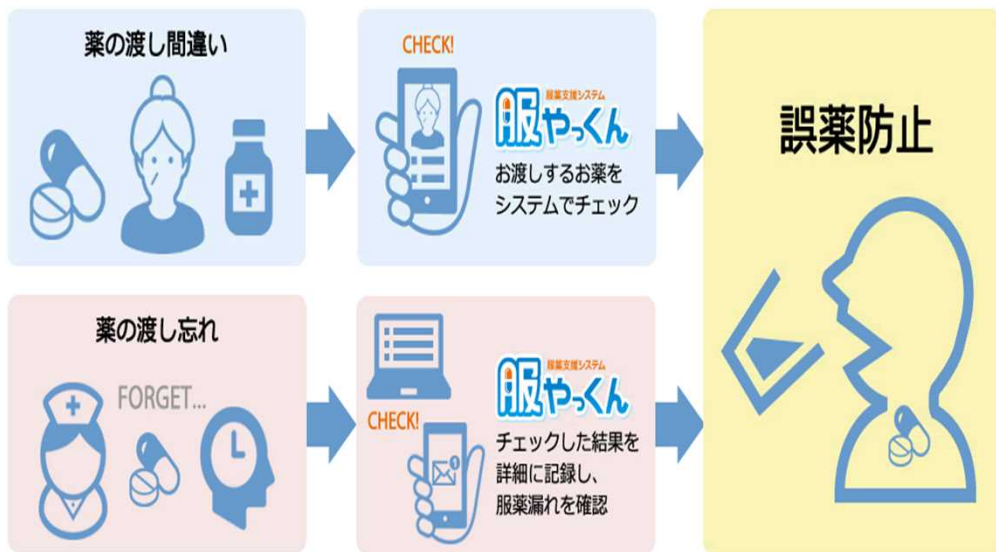 薬の渡し間違い
CHECK!
服薬支援システム
服やっくん
お渡しするお薬を
システムでチェック
誤薬防止
薬の渡し忘れ
FORGET...
CHECK!
服薬支援システム
服やっくん
チェックした結果を
詳細に記録し、
服薬漏れを確認
1